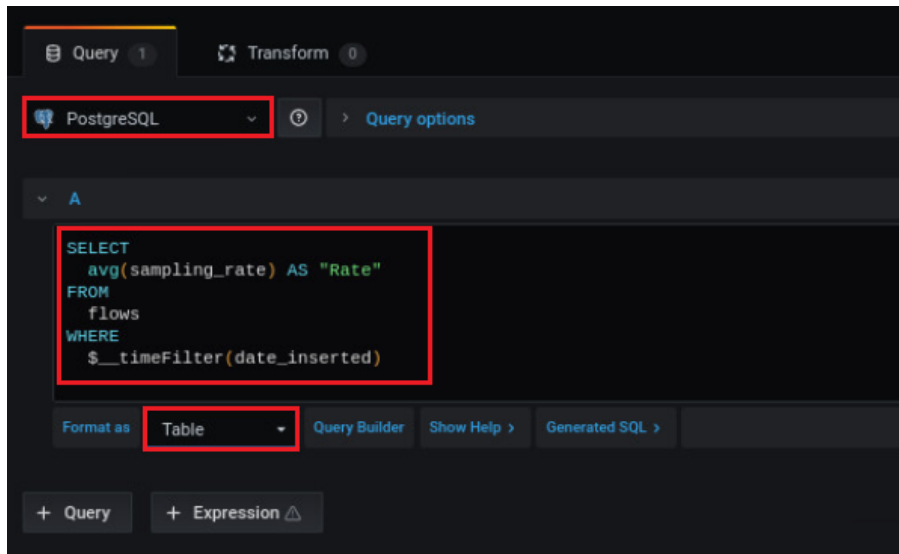 Query 1 Transform 0
PostgreSQL Query options
A
SELECT
avg(sampling_rate) AS "Rate"
FROM
flows
WHERE
$__timeFilter(date_inserted)
Format as Table Query Builder Show Help > Generated SQL >
+ Query + Expression